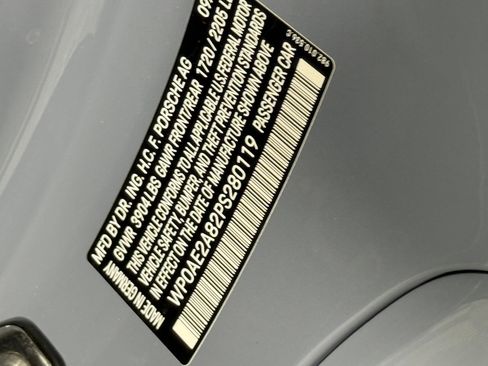 MFD BY DR. ING. H.C. F. PORSCHE AG 09
GVWR 3904 LBS GAWR FRONT/REAR 1720/ 2205 L
THIS VEHICLE CONFORMS TO ALL APPLICABLE U.S. FEDERAL MOTOR
VEHICLE SAFETY, BUMPER, AND THEFT PREVENTION STANDARDS
IN EFFECT ON THE DATE OF MANUFACTURE SHOWN ABOVE
WP0AE2A82PS280119 PASSENGER CAR
MADE IN GERMANY